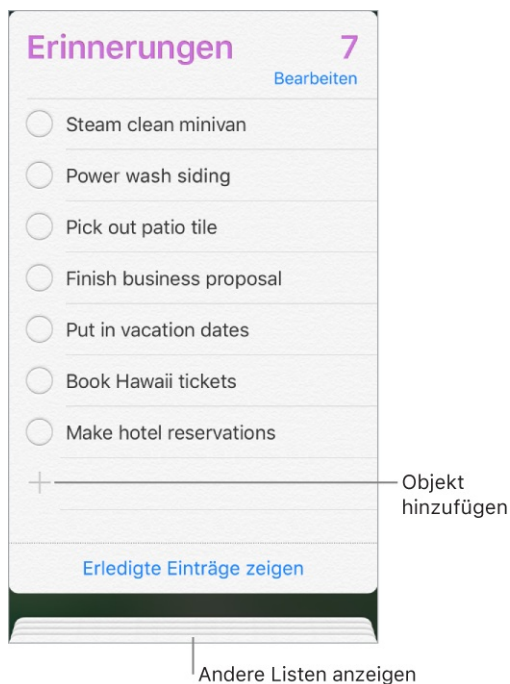 Erinnerungen 7
Bearbeiten
Steam clean minivan
Power wash siding
Pick out patio tile
Finish business proposal
Put in vacation dates
Book Hawaii tickets
Make hotel reservations
Objekt
hinzufügen
Erledigte Einträge zeigen
Andere Listen anzeigen